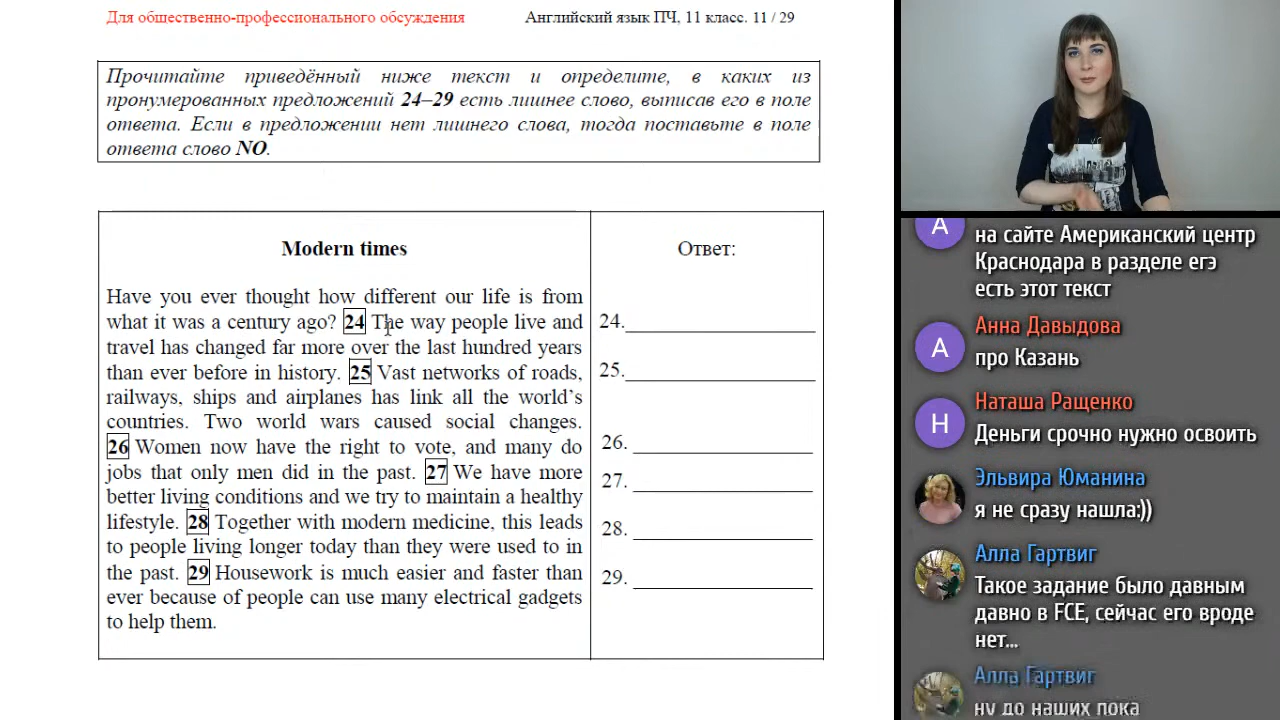 Для общественно-профессионального обсуждения
Английский язык ПЧ, 11 класс. 11 / 29
Прочитайте приведённый ниже текст и определите, в каких из
пронумерованных предложений 24–29 есть лишнее слово, выписав его в поле
ответа. Если в предложении нет лишнего слова, тогда поставьте в поле
ответа слово NO.
Modern times
Have you ever thought how different our life is from
what it was a century ago? 24 The way people live and
travel has changed far more over the last hundred years
than ever before in history. 25 Vast networks of roads,
railways, ships and airplanes has link all the world's
countries. Two world wars caused social changes.
26 Women now have the right to vote, and many do
jobs that only men did in the past. 27 We have more
better living conditions and we try to maintain a healthy
lifestyle. 28 Together with modern medicine, this leads
to people living longer today than they were used to in
the past. 29 Housework is much easier and faster than
ever because of people can use many electrical gadgets
to help them.
Ответ:
24.
25.
26.
27.
28.
29.
А
на сайте Американский центр
Краснодара в разделе егэ
есть этот текст
А
Анна Давыдова
про Казань
Н
Наташа Ращенко
Деньги срочно нужно освоить
Эльвира Юманина
я не сразу нашла:))
Алла Гартвиг
Такое задание было давным
давно в FCE, сейчас его вроде
нет...
Алла Гартвиг
ну до наших пока